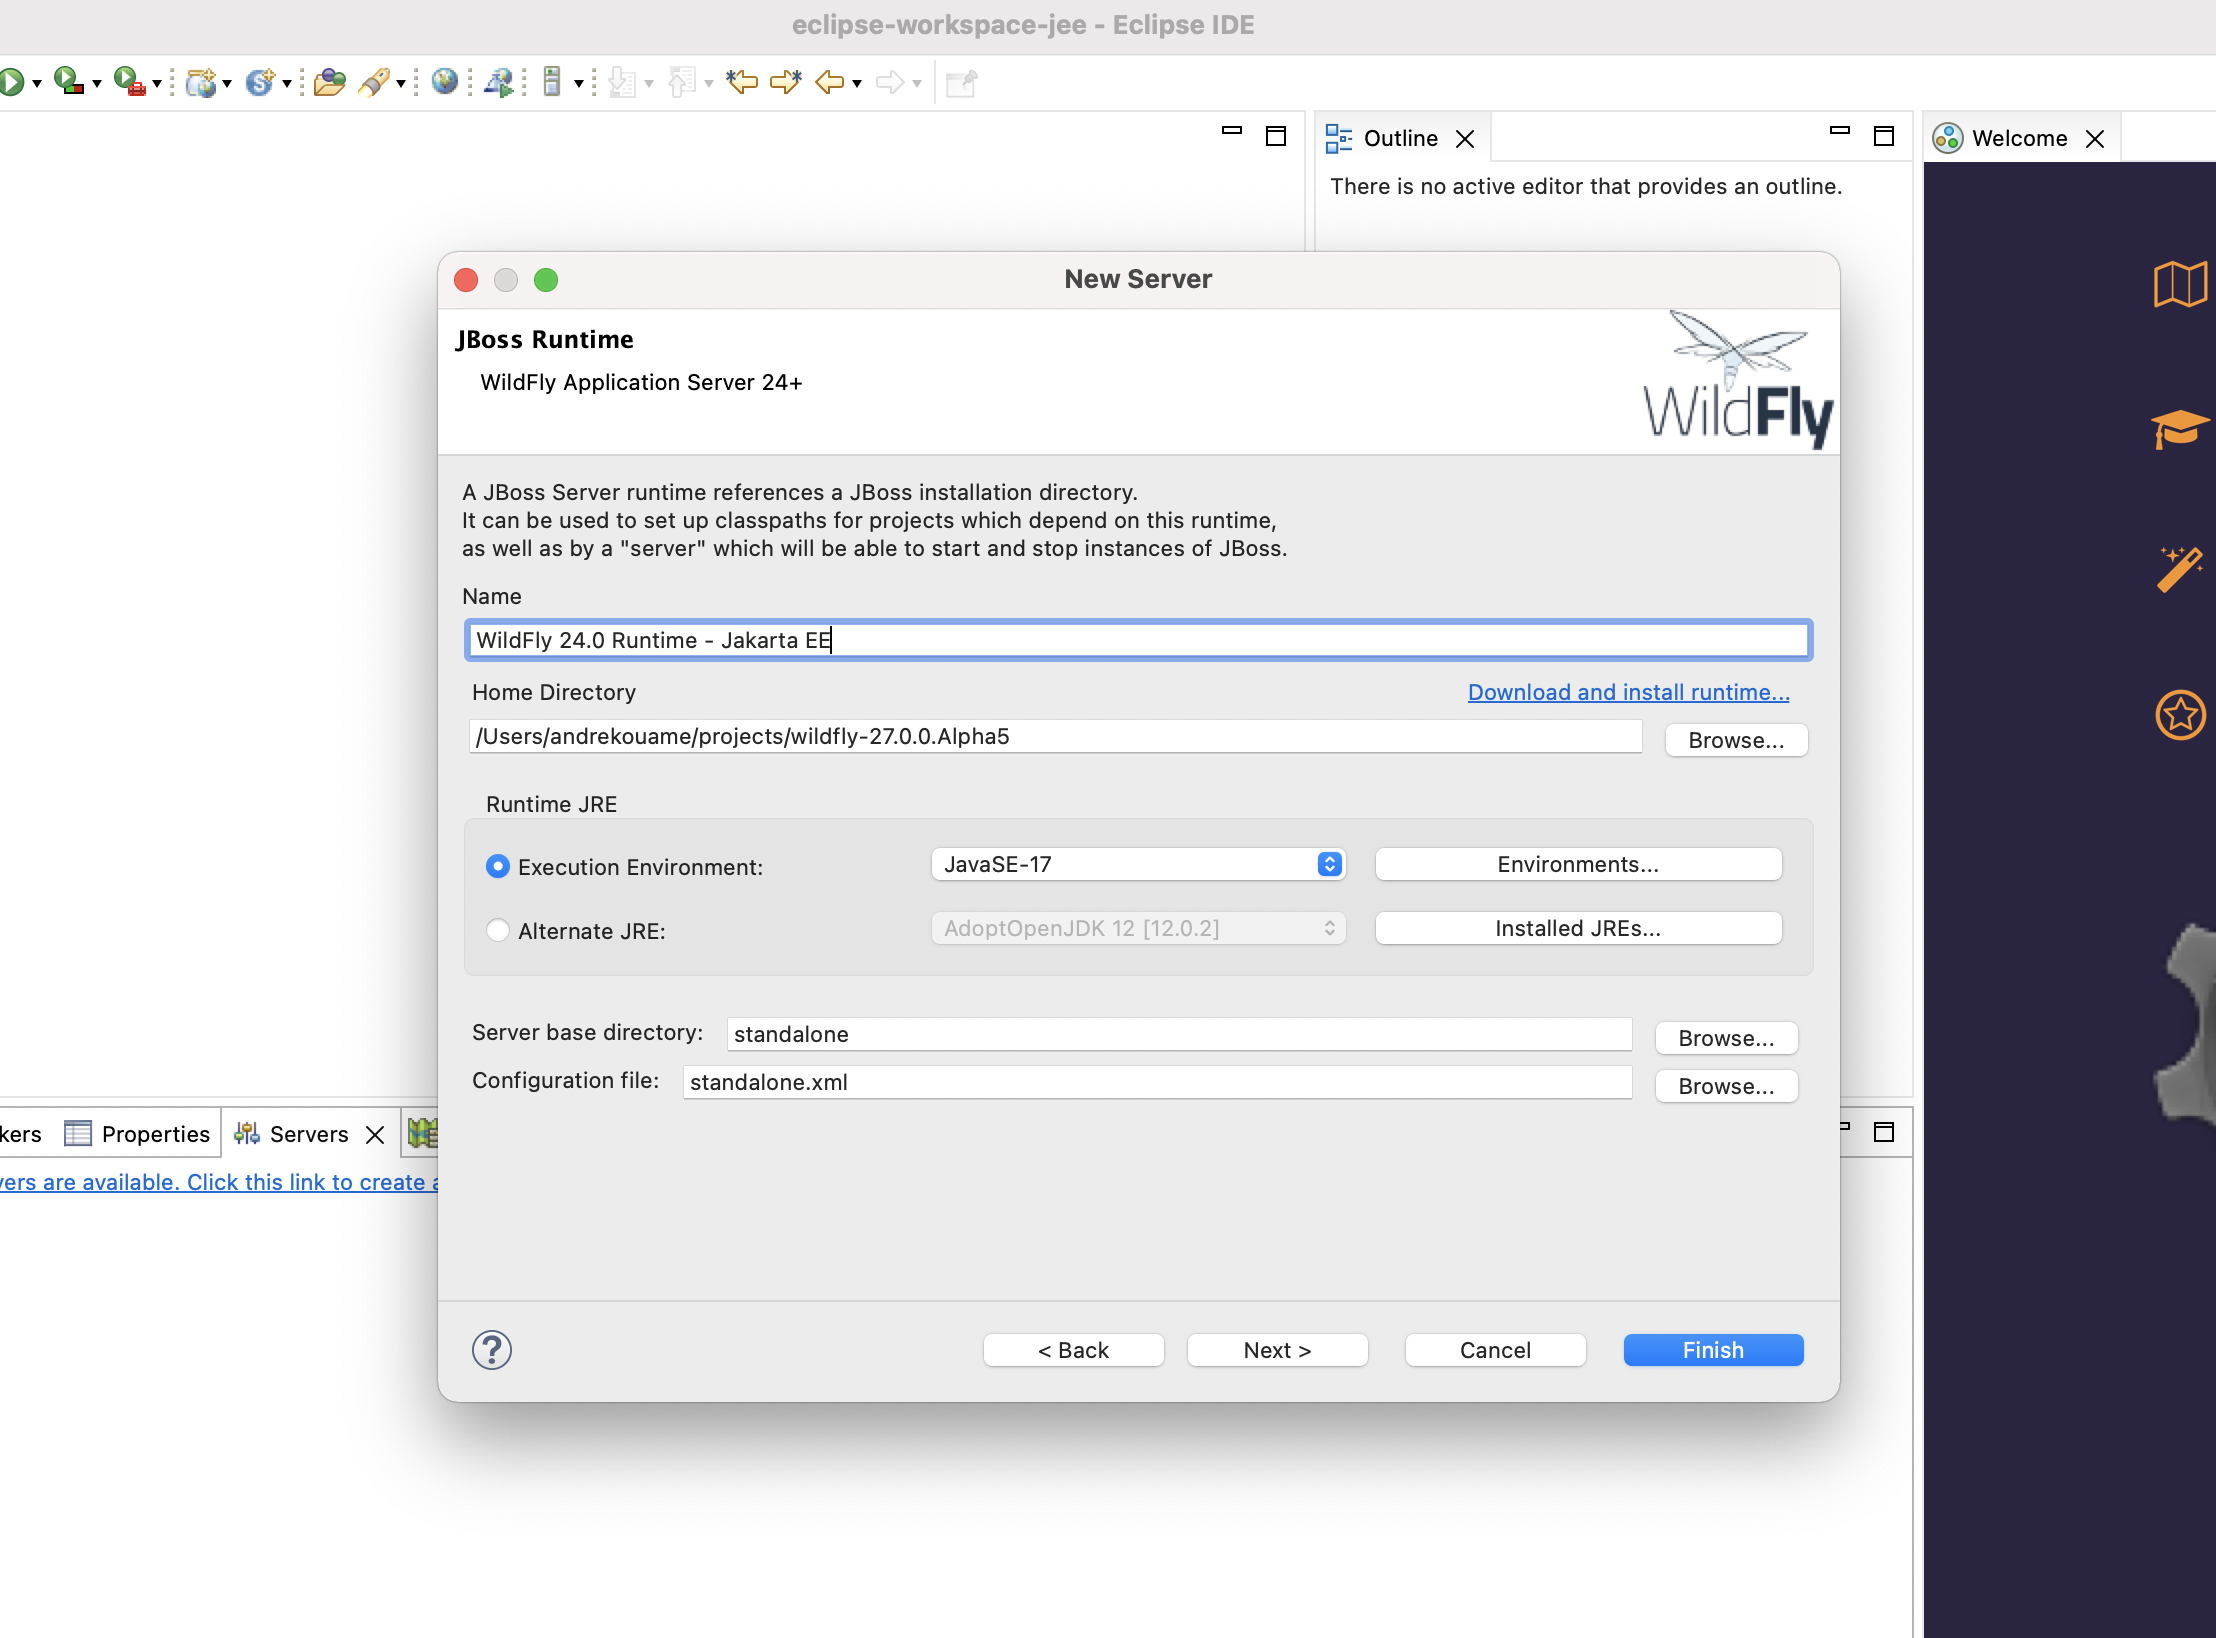 eclipse-workspace-jee - Eclipse IDE
Outline
Welcome
There is no active editor that provides an outline.
New Server
JBoss Runtime
WildFly Application Server 24+
WildFly
A JBoss Server runtime references a JBoss installation directory.
It can be used to set up classpaths for projects which depend on this runtime,
as well as by a "server" which will be able to start and stop instances of JBoss.
Name
WildFly 24.0 Runtime - Jakarta EE
Home Directory
Download and install runtime...
/Users/andrekouame/projects/wildfly-27.0.0.Alpha5
Browse...
Runtime JRE
Execution Environment:
JavaSE-17
Environments...
Alternate JRE:
AdoptOpenJDK 12 [12.0.2]
Installed JREs...
Server base directory:
standalone
Browse...
Configuration file:
standalone.xml
Browse...
kers
Properties
Servers
vers are available. Click this link to create a
?
< Back
Next >
Cancel
Finish